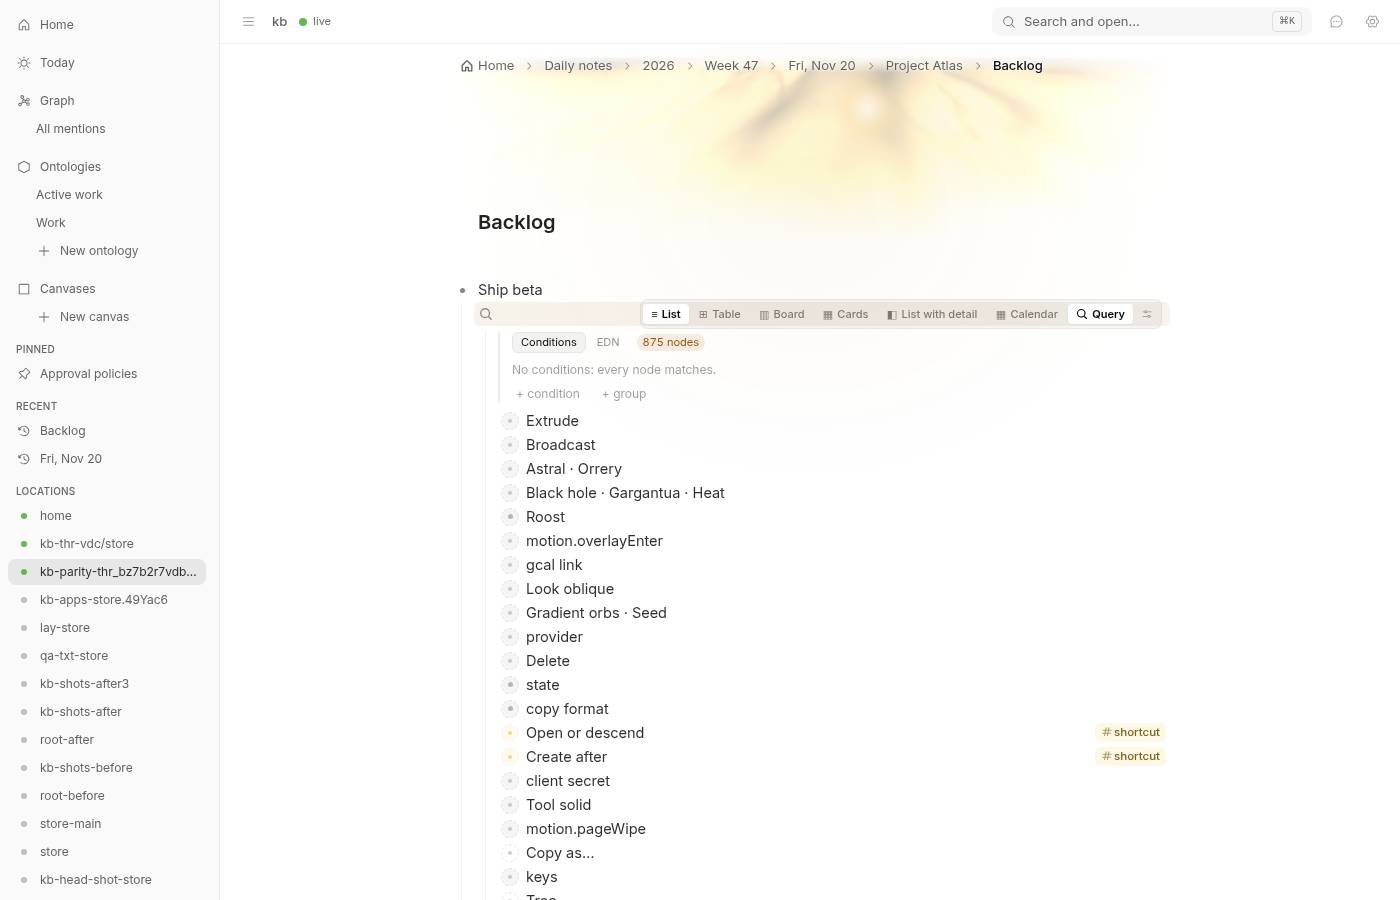 Home
Today
Graph
All mentions
Ontologies
Active work
Work
New ontology
Canvases
New canvas
PINNED
Approval policies
RECENT
Backlog
Fri, Nov 20
LOCATIONS
home
kb-thr-vdc/store
kb-parity-thr_bz7b2r7vdb...
kb-apps-store.49Yac6
lay-store
qa-txt-store
kb-shots-after3
kb-shots-after
root-after
kb-shots-before
root-before
store-main
store
kb-head-shot-store
kb live
Search and open... ⌘K
Home > Daily notes > 2026 > Week 47 > Fri, Nov 20 > Project Atlas > Backlog
Backlog
Ship beta
List Table Board Cards List with detail Calendar Query
Conditions EDN 875 nodes
No conditions: every node matches.
+ condition + group
Extrude
Broadcast
Astral · Orrery
Black hole · Gargantua · Heat
Roost
motion.overlayEnter
gcal link
Look oblique
Gradient orbs · Seed
provider
Delete
state
copy format
Open or descend #shortcut
Create after #shortcut
client secret
Tool solid
motion.pageWipe
Copy as...
keys